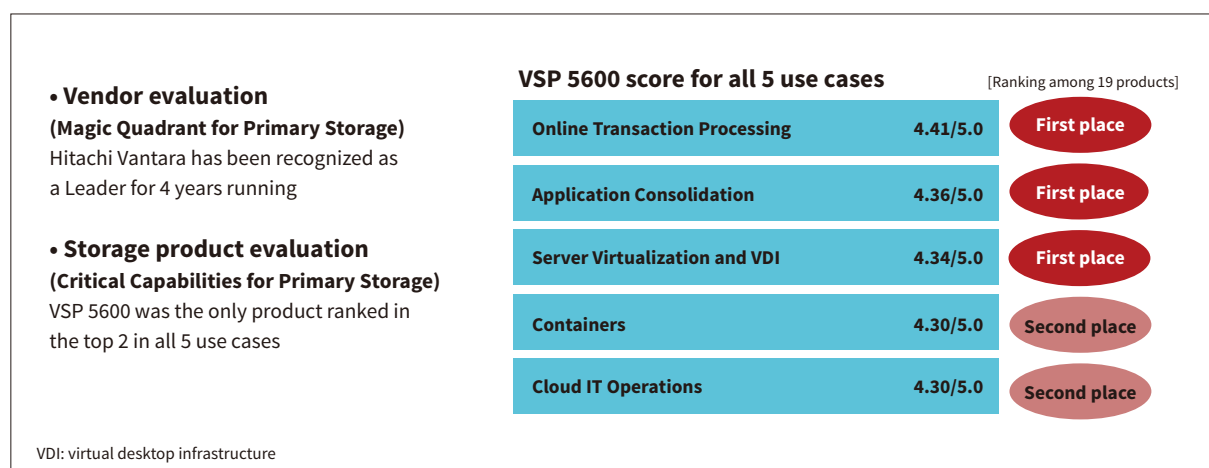 • Vendor evaluation
(Magic Quadrant for Primary Storage)
Hitachi Vantara has been recognized as
a Leader for 4 years running
• Storage product evaluation
(Critical Capabilities for Primary Storage)
VSP 5600 was the only product ranked in
the top 2 in all 5 use cases
VSP 5600 score for all 5 use cases [Ranking among 19 products]
Online Transaction Processing 4.41/5.0 First place
Application Consolidation 4.36/5.0 First place
Server Virtualization and VDI 4.34/5.0 First place
Containers 4.30/5.0 Second place
Cloud IT Operations 4.30/5.0 Second place
VDI: virtual desktop infrastructure